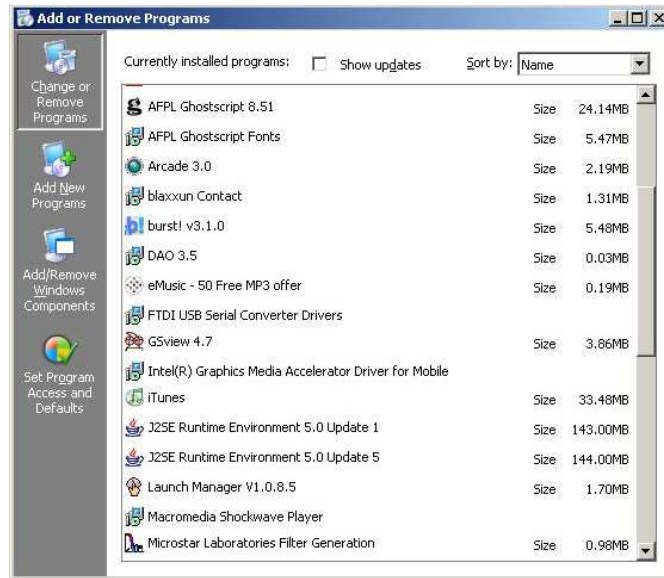 Add or Remove Programs
Change or
Remove
Programs
Add New
Programs
Add/Remove
Windows
Components
Set Program
Access and
Defaults
Currently installed programs: Show updates Sort by: Name
AFPL Ghostscript 8.51 Size 24.14MB
AFPL Ghostscript Fonts Size 5.47MB
Arcade 3.0 Size 2.19MB
blaxxun Contact Size 1.31MB
burst! v3.1.0 Size 5.48MB
DAO 3.5 Size 0.03MB
eMusic - 50 Free MP3 offer Size 0.19MB
FTDI USB Serial Converter Drivers
GSview 4.7 Size 3.86MB
Intel(R) Graphics Media Accelerator Driver for Mobile
iTunes Size 33.48MB
J2SE Runtime Environment 5.0 Update 1 Size 143.00MB
J2SE Runtime Environment 5.0 Update 5 Size 144.00MB
Launch Manager V1.0.8.5 Size 1.70MB
Macromedia Shockwave Player
Microstar Laboratories Filter Generation Size 0.98MB